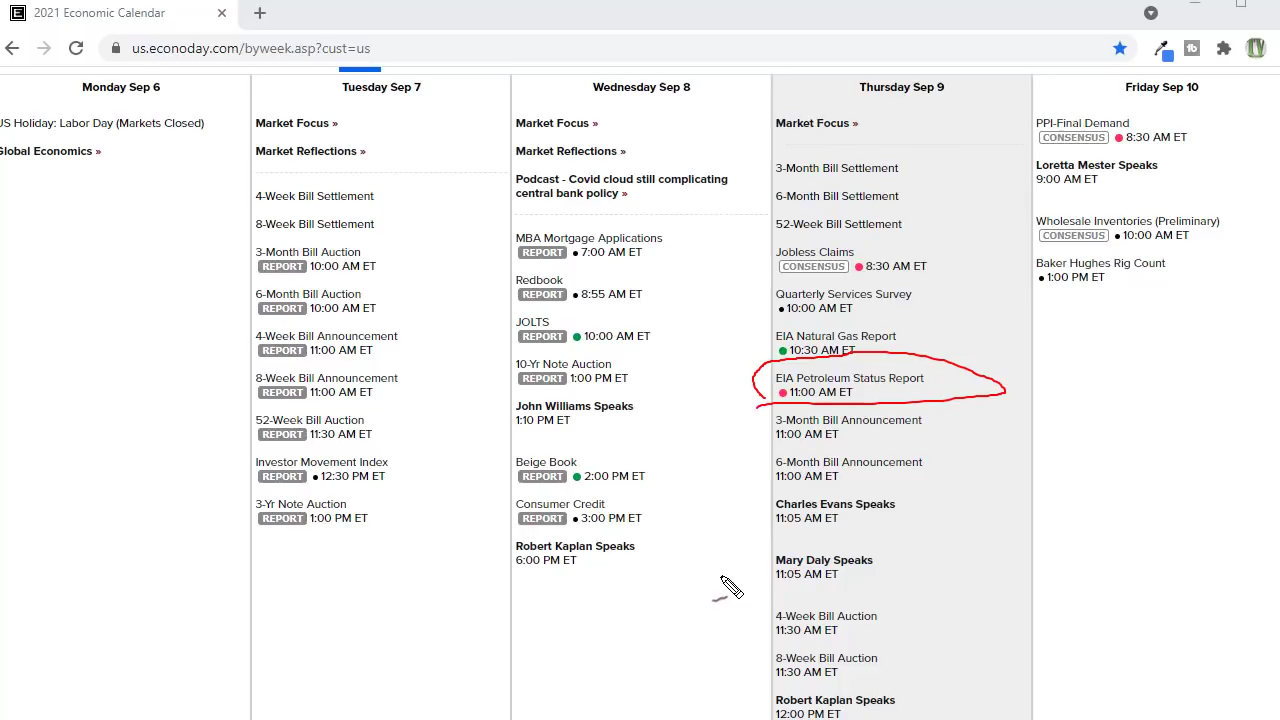 2021 Economic Calendar
us.econoday.com/byweek.asp?cust=us
Monday Sep 6
US Holiday: Labor Day (Markets Closed)
Global Economics »
Tuesday Sep 7
Market Focus »
Market Reflections »
4-Week Bill Settlement
8-Week Bill Settlement
3-Month Bill Auction
REPORT 10:00 AM ET
6-Month Bill Auction
REPORT 10:00 AM ET
4-Week Bill Announcement
REPORT 11:00 AM ET
8-Week Bill Announcement
REPORT 11:00 AM ET
52-Week Bill Auction
REPORT 11:30 AM ET
Investor Movement Index
REPORT 12:30 PM ET
3-Yr Note Auction
REPORT 1:00 PM ET
Wednesday Sep 8
Market Focus »
Market Reflections »
Podcast - Covid cloud still complicating
central bank policy »
MBA Mortgage Applications
REPORT 7:00 AM ET
Redbook
REPORT 8:55 AM ET
JOLTS
REPORT 10:00 AM ET
10-Yr Note Auction
REPORT 1:00 PM ET
John Williams Speaks
1:10 PM ET
Beige Book
REPORT 2:00 PM ET
Consumer Credit
REPORT 3:00 PM ET
Robert Kaplan Speaks
6:00 PM ET
Thursday Sep 9
Market Focus »
3-Month Bill Settlement
6-Month Bill Settlement
52-Week Bill Settlement
Jobless Claims
CONSENSUS 8:30 AM ET
Quarterly Services Survey
10:00 AM ET
EIA Natural Gas Report
10:30 AM ET
EIA Petroleum Status Report
11:00 AM ET
3-Month Bill Announcement
11:00 AM ET
6-Month Bill Announcement
11:00 AM ET
Charles Evans Speaks
11:05 AM ET
Mary Daly Speaks
11:05 AM ET
4-Week Bill Auction
11:30 AM ET
8-Week Bill Auction
11:30 AM ET
Robert Kaplan Speaks
12:00 PM ET
Friday Sep 10
PPI-Final Demand
CONSENSUS 8:30 AM ET
Loretta Mester Speaks
9:00 AM ET
Wholesale Inventories (Preliminary)
CONSENSUS 10:00 AM ET
Baker Hughes Rig Count
1:00 PM ET